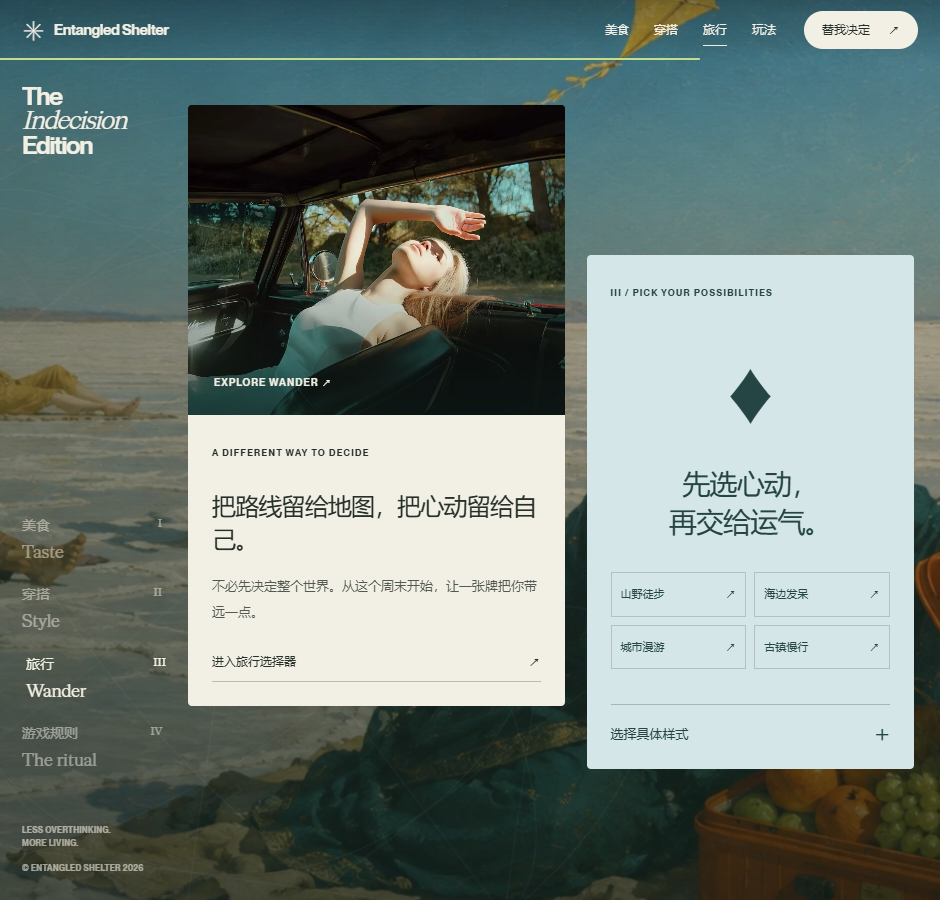 Entangled Shelter
美食
穿搭
旅行
玩法
替我决定 ↗
The
Indecision
Edition
美食 I
Taste
穿搭 II
Style
旅行 III
Wander
游戏规则 IV
The ritual
LESS OVERTHINKING.
MORE LIVING.
© ENTANGLED SHELTER 2026
EXPLORE WANDER ↗
A DIFFERENT WAY TO DECIDE
把路线留给地图，把心动留给自
己。
不必先决定整个世界。从这个周末开始，让一张牌把你带
远一点。
进入旅行选择器 ↗
III / PICK YOUR POSSIBILITIES
先选心动，
再交给运气。
山野徒步 ↗
海边发呆 ↗
城市漫游 ↗
古镇慢行 ↗
选择具体样式 +